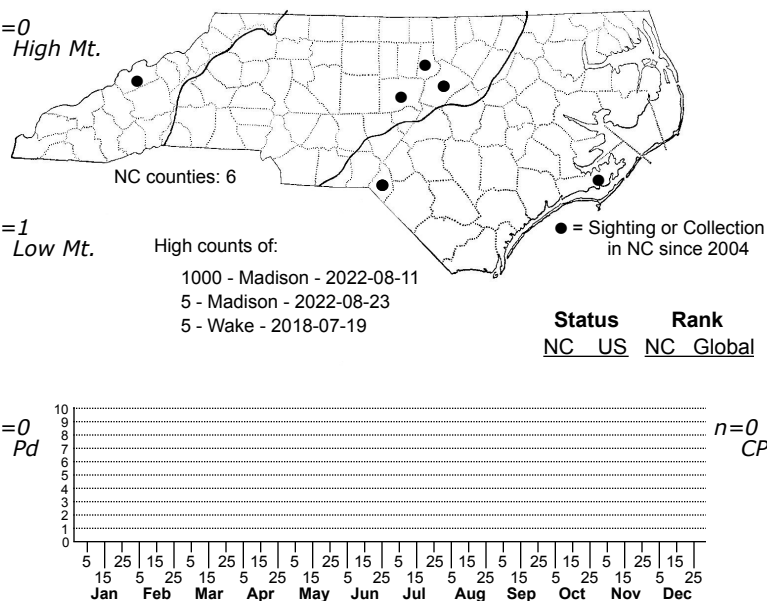 =0
High Mt.
NC counties: 6
=1
Low Mt.
High counts of:
1000 - Madison - 2022-08-11
5 - Madison - 2022-08-23
5 - Wake - 2018-07-19
● = Sighting or Collection
in NC since 2004
Status Rank
NC US NC Global
=0
Pd
n=0
CP
10
9
8
7
6
5
4
3
2
1
0
5 25 15 5 25 15 5 25 15 5 25 15 5 25 15 5 25 15
15 5 25 15 5 25 15 5 25 15 5 25 15 5 25 15 5 25
Jan Feb Mar Apr May Jun Jul Aug Sep Oct Nov Dec